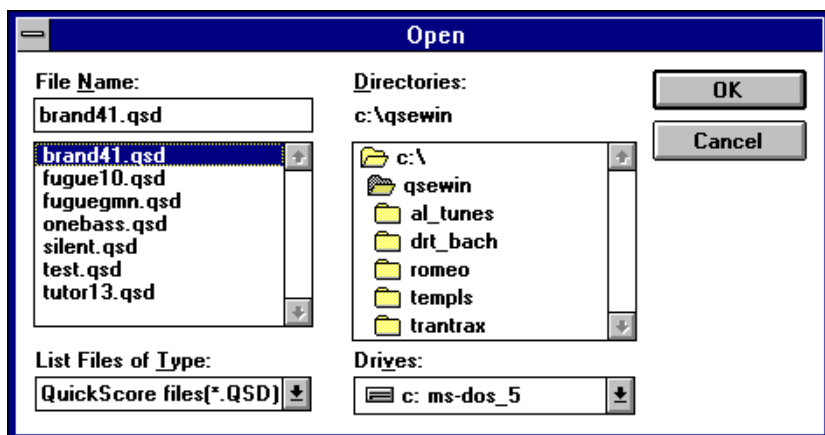 Open
File Name:
brand41.qsd
brand41.qsd
fugue10.qsd
fuguegmn.qsd
onebass.qsd
silent.qsd
test.qsd
tutor13.qsd
List Files of Type:
QuickScore files(*.QSD)
Directories:
c:\qsewin
c:\
qsewin
al_tunes
drt_bach
romeo
templs
trantrax
Drives:
c: ms-dos_5
OK
Cancel